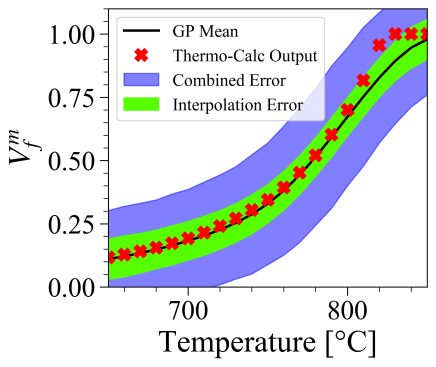 GP Mean
Thermo-Calc Output
Combined Error
Interpolation Error
1.00
0.75
0.50
0.25
0.00
V_f^m
700 800
Temperature [°C]